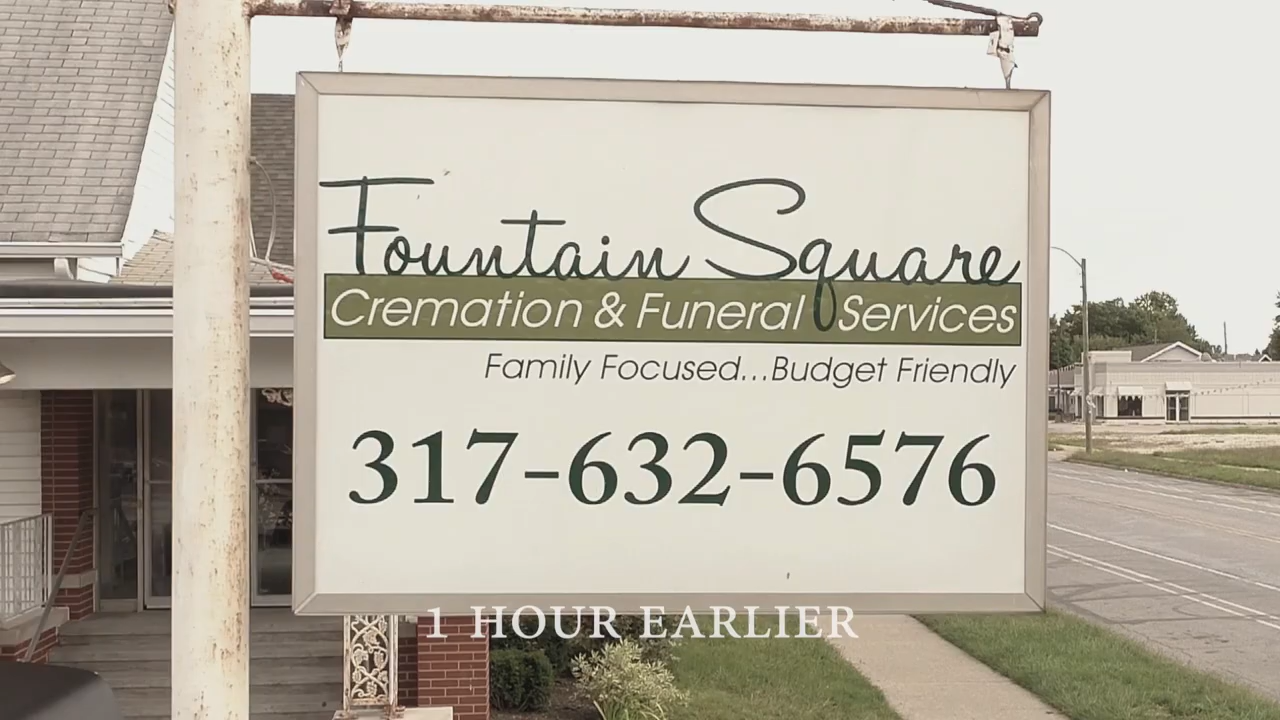 Fountain Square
Cremation & Funeral Services
Family Focused...Budget Friendly
317-632-6576
1 HOUR EARLIER